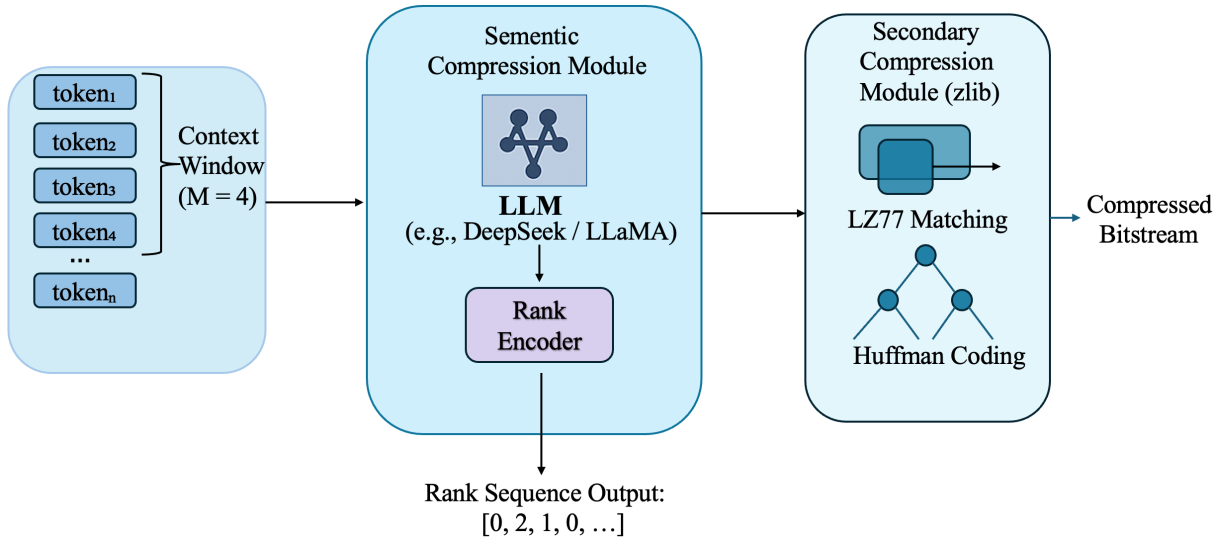 token₁
token₂
token₃
token₄
...
tokenₙ
Context
Window
(M = 4)
Sementic
Compression Module
LLM
(e.g., DeepSeek / LLaMA)
Rank
Encoder
Rank Sequence Output:
[0, 2, 1, 0, …]
Secondary
Compression
Module (zlib)
LZ77 Matching
Huffman Coding
Compressed
Bitstream